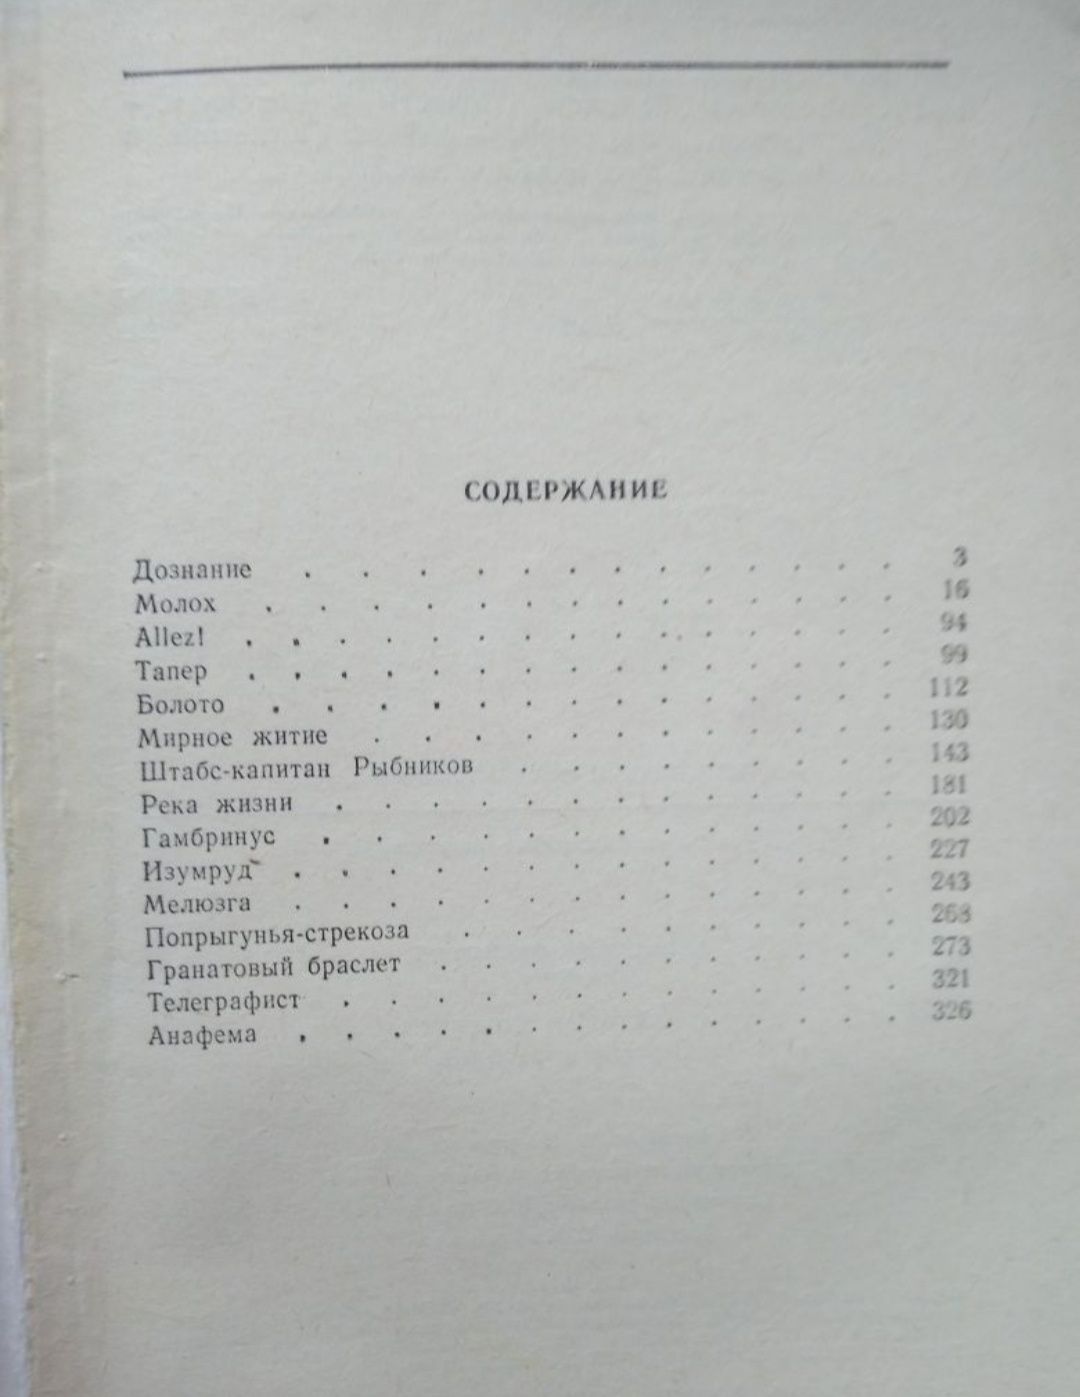 СОДЕРЖАНИЕ
Дознание . . . . . . . . . . . . . 3
Молох . . . . . . . . . . . . . 16
Allez! . . . . . . . . . . . . . . 94
Тапер . . . . . . . . . . . . . . 99
Болото . . . . . . . . . . . . . 112
Мирное житие . . . . . . . . . . . 130
Штабс-капитан Рыбников . . . . . . . . 143
Река жизни . . . . . . . . . . . . 181
Гамбринус . . . . . . . . . . . . 202
Изумруд . . . . . . . . . . . . . 227
Мелюзга . . . . . . . . . . . . . 243
Попрыгунья-стрекоза . . . . . . . . . 268
Гранатовый браслет . . . . . . . . . . 273
Телеграфист . . . . . . . . . . . . 321
Анафема . . . . . . . . . . . . . 326